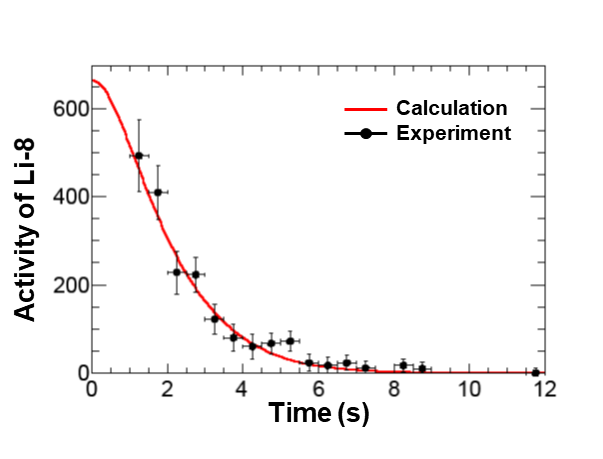 Activity of Li-8
600
400
200
0
Calculation
Experiment
0 2 4 6 8 10 12
Time (s)